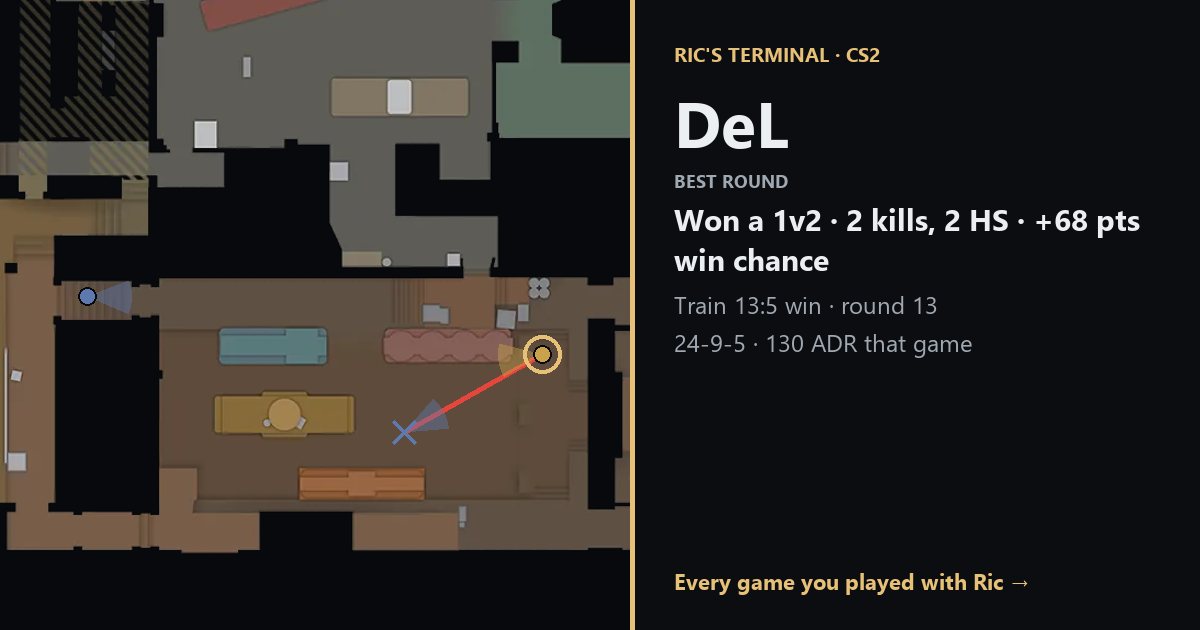 RIC'S TERMINAL · CS2
DeL
BEST ROUND
Won a 1v2 · 2 kills, 2 HS · +68 pts
win chance
Train 13:5 win · round 13
24-9-5 · 130 ADR that game
Every game you played with Ric →